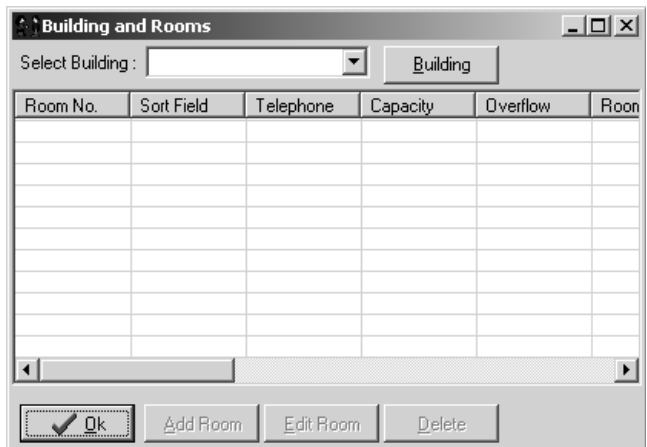 Building and Rooms
Select Building : Building
Room No. Sort Field Telephone Capacity Overflow Room
Ok Add Room Edit Room Delete